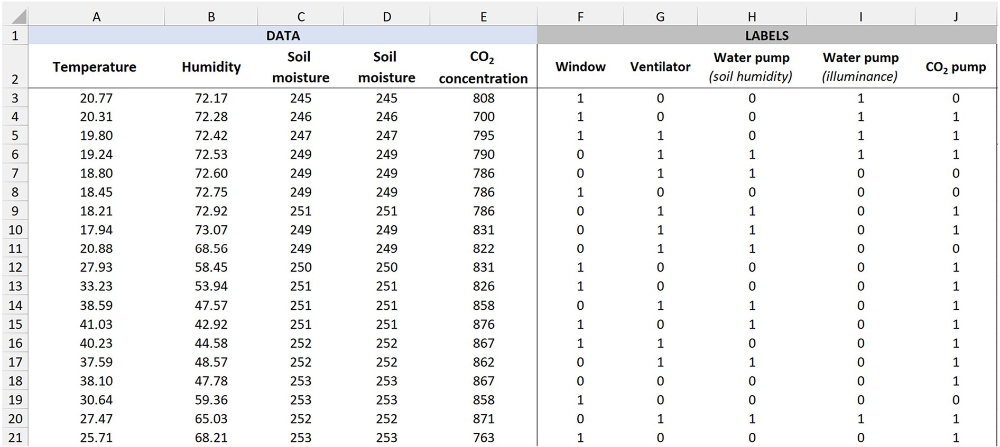 A B C D E F G H I J
1 DATA LABELS
2 Temperature Humidity Soil moisture Soil moisture CO₂ concentration Window Ventilator Water pump (soil humidity) Water pump (illuminance) CO₂ pump
3 20.77 72.17 245 245 808 1 0 0 1 0
4 20.31 72.28 246 246 700 1 0 0 1 1
5 19.80 72.42 247 247 795 1 1 0 1 1
6 19.24 72.53 249 249 790 0 1 1 1 1
7 18.80 72.60 249 249 786 0 1 1 0 0
8 18.45 72.75 249 249 786 1 0 0 0 0
9 18.21 72.92 251 251 786 0 1 1 0 1
10 17.94 73.07 249 249 831 0 1 1 0 1
11 20.88 68.56 249 249 822 0 1 1 0 0
12 27.93 58.45 250 250 831 1 0 0 0 1
13 33.23 53.94 251 251 826 1 0 0 0 1
14 38.59 47.57 251 251 858 0 1 1 0 1
15 41.03 42.92 251 251 876 1 0 1 0 1
16 40.23 44.58 252 252 867 1 1 0 0 1
17 37.59 48.57 252 252 862 0 1 1 0 1
18 38.10 47.78 253 253 867 0 0 0 0 1
19 30.64 59.36 253 253 858 1 0 0 0 0
20 27.47 65.03 252 252 871 0 1 1 1 1
21 25.71 68.21 253 253 763 1 0 0 0 1